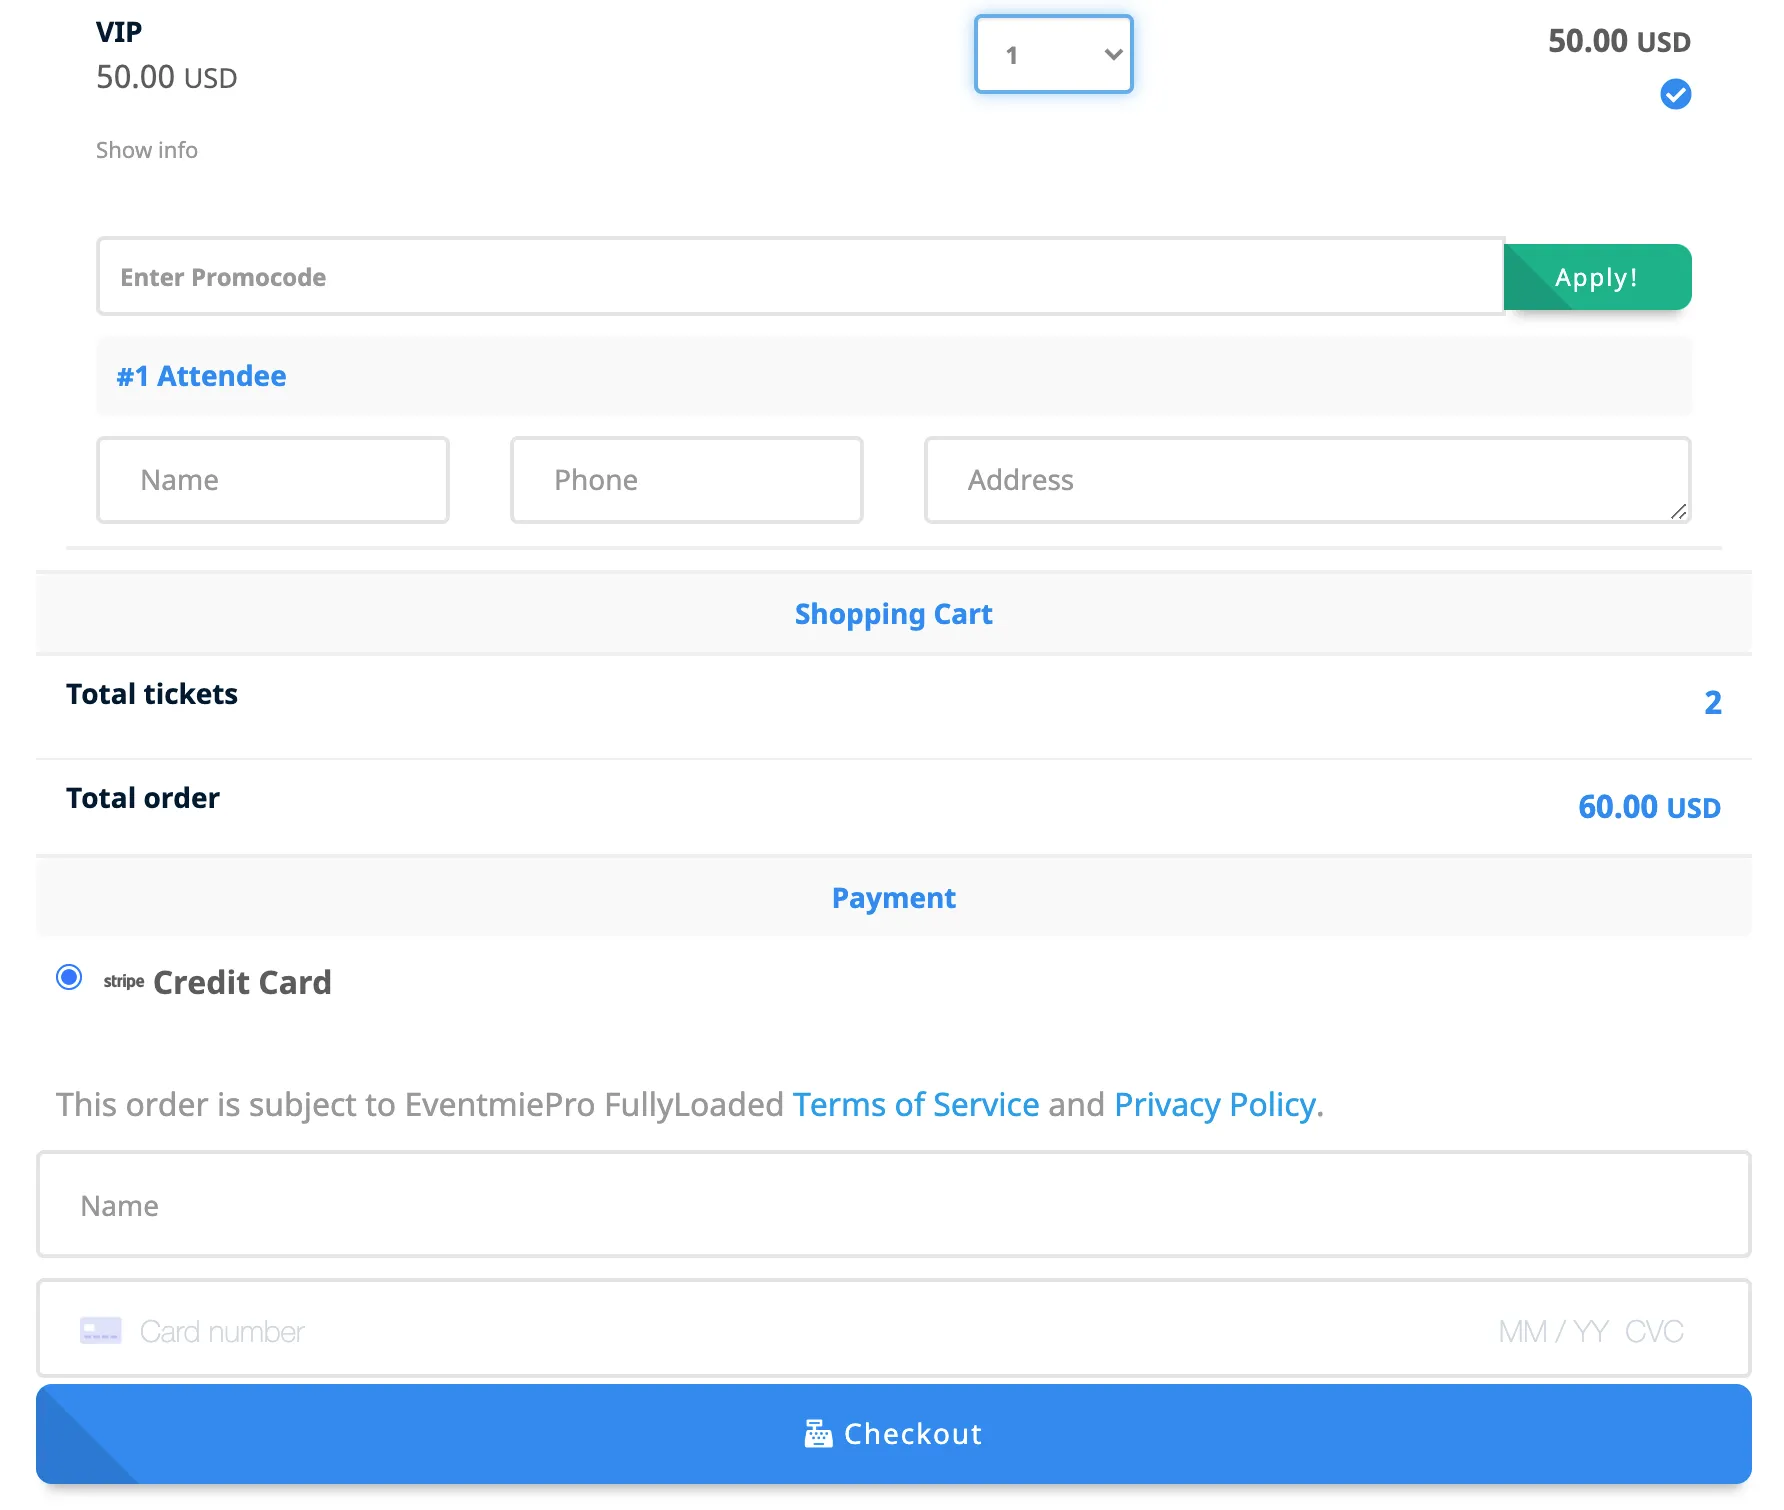 VIP
1
50.00 USD
50.00 USD
Show info
Enter Promocode
Apply!
#1 Attendee
Name
Phone
Address
Shopping Cart
Total tickets
2
Total order
60.00 USD
Payment
stripe Credit Card
This order is subject to EventmiePro FullyLoaded Terms of Service and Privacy Policy.
Name
Card number
MM / YY CVC
Checkout